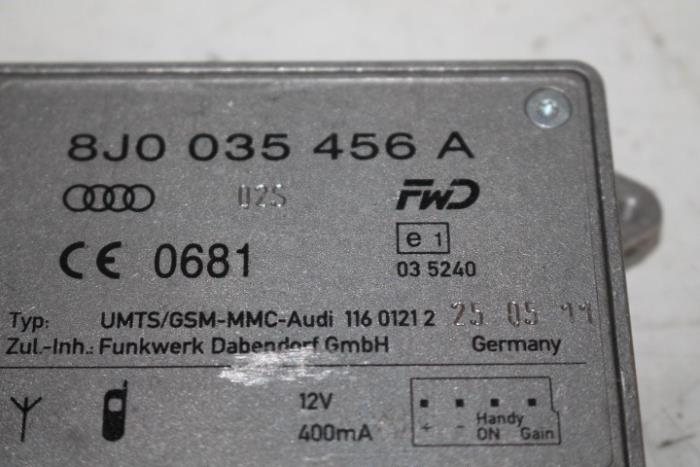 8J0 035 456 A
02S FWD
CE 0681 e 1
03 5240
Typ: UMTS/GSM-MMC-Audi 116 0121 2 25 05 11
Zul.-Inh.: Funkwerk Dabendorf GmbH Germany
12V
400mA
+ - Handy
ON Gain